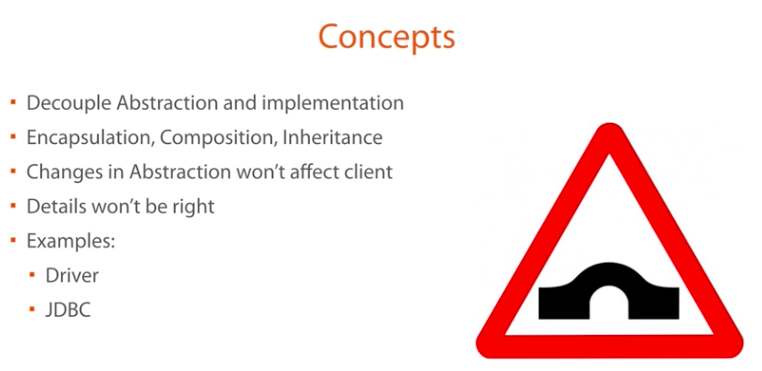 Concepts
▪ Decouple Abstraction and implementation
▪ Encapsulation, Composition, Inheritance
▪ Changes in Abstraction won't affect client
▪ Details won't be right
▪ Examples:
▪ Driver
▪ JDBC